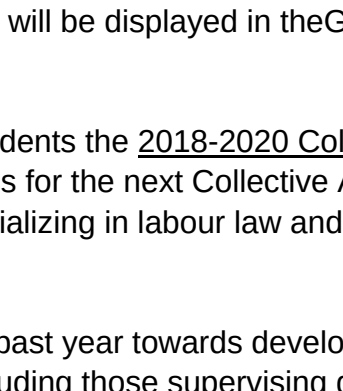 will be displayed in theG
dents the 2018-2020 Col
s for the next Collective A
ializing in labour law and
past year towards develo
uding those supervising